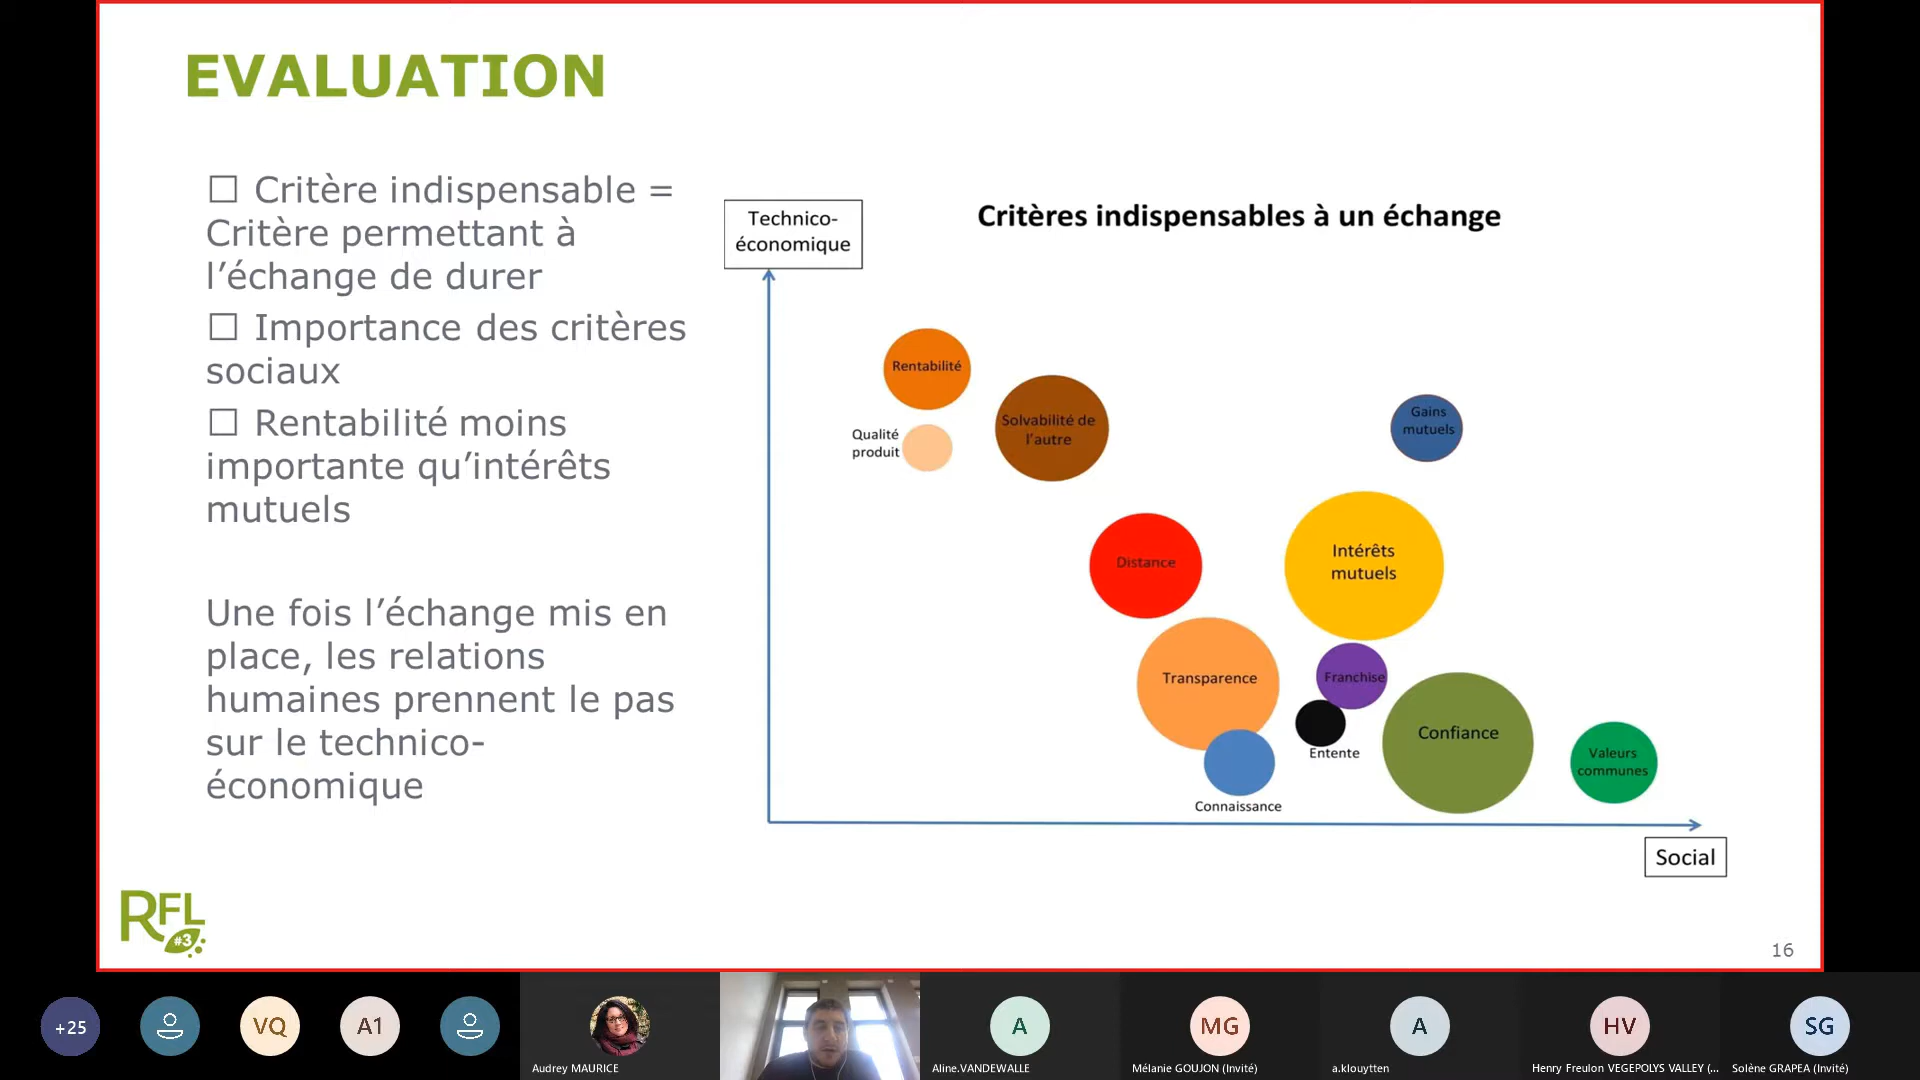 EVALUATION
☐ Critère indispensable =
Critère permettant à
l’échange de durer
☐ Importance des critères
sociaux
☐ Rentabilité moins
importante qu’intérêts
mutuels
Une fois l’échange mis en
place, les relations
humaines prennent le pas
sur le technico-
économique
Technico-
économique
Critères indispensables à un échange
Rentabilité
Qualité
produit
Solvabilité de
l’autre
Gains
mutuels
Distance
Intérêts
mutuels
Transparence
Franchise
Entente
Confiance
Valeurs
communes
Connaissance
Social
RFL
#3
16
+25
VQ
A1
A
MG
A
HV
SG
Audrey MAURICE
Aline.VANDEWALLE
Mélanie GOUJON (Invité)
a.klouytten
Henry Freulon VEGEPOLYS VALLEY (...
Solène GRAPEA (Invité)